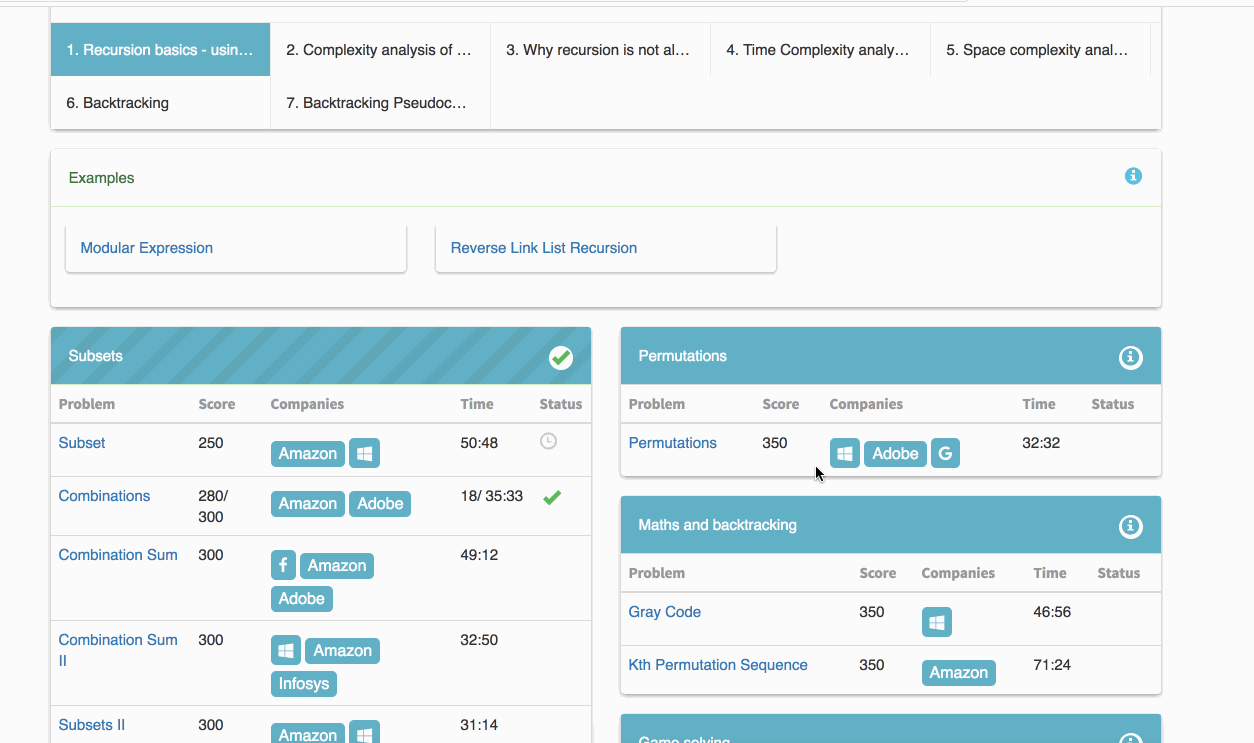 1. Recursion basics - usin...
2. Complexity analysis of ...
3. Why recursion is not al...
4. Time Complexity analy...
5. Space complexity anal...
6. Backtracking
7. Backtracking Pseudoc...
Examples
Modular Expression
Reverse Link List Recursion
Subsets
Problem Score Companies Time Status
Subset 250 Amazon 50:48
Combinations 280/ Amazon Adobe 18/ 35:33
300
Combination Sum 300 f Amazon 49:12
Adobe
Combination Sum 300 Amazon 32:50
II Infosys
Subsets II 300 Amazon 31:14
Permutations
Problem Score Companies Time Status
Permutations 350 Adobe G 32:32
Maths and backtracking
Problem Score Companies Time Status
Gray Code 350 46:56
Kth Permutation Sequence 350 Amazon 71:24
Game solving